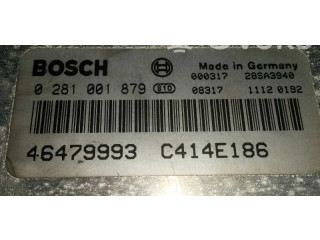 BOSCH
Made in Germany
000317 28SA3940
0 281 001 879
08317 1112 0192
46479993 C414E186